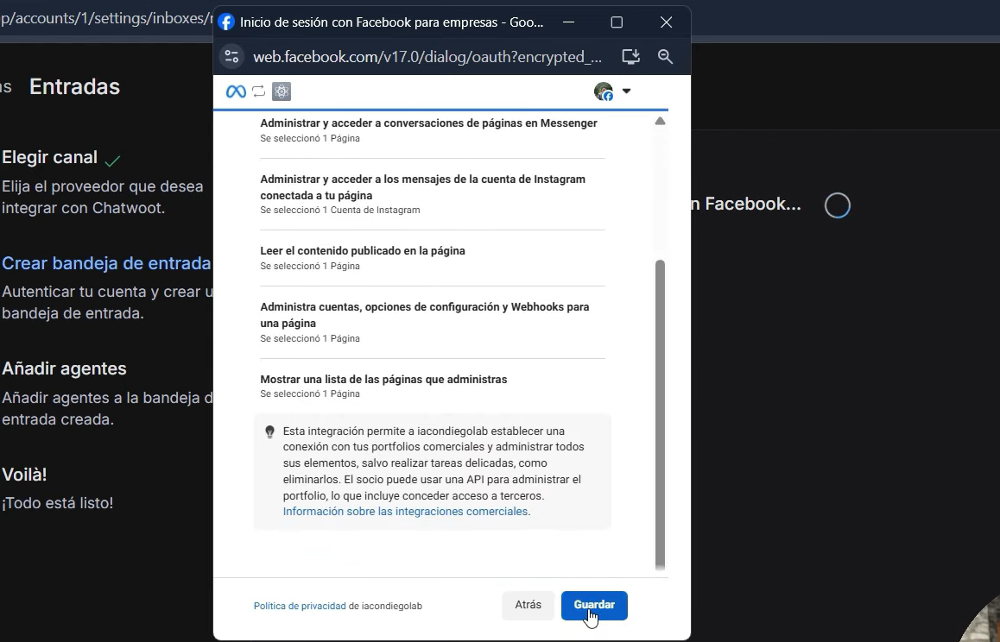 p/accounts/1/settings/inboxes/
Inicio de sesión con Facebook para empresas - Goo...
web.facebook.com/v17.0/dialog/oauth?encrypted_...
Entradas
Elegir canal
Elija el proveedor que desea
integrar con Chatwoot.
Crear bandeja de entrada
Autenticar tu cuenta y crear u
bandeja de entrada.
Añadir agentes
Añadir agentes a la bandeja d
entrada creada.
Voilà!
¡Todo está listo!
Administrar y acceder a conversaciones de páginas en Messenger
Se seleccionó 1 Página
Administrar y acceder a los mensajes de la cuenta de Instagram
conectada a tu página
Se seleccionó 1 Cuenta de Instagram
Leer el contenido publicado en la página
Se seleccionó 1 Página
Administra cuentas, opciones de configuración y Webhooks para
una página
Se seleccionó 1 Página
Mostrar una lista de las páginas que administras
Se seleccionó 1 Página
Esta integración permite a iacondiegolab establecer una
conexión con tus portfolios comerciales y administrar todos
sus elementos, salvo realizar tareas delicadas, como
eliminarlos. El socio puede usar una API para administrar el
portfolio, lo que incluye conceder acceso a terceros.
Información sobre las integraciones comerciales.
Política de privacidad de iacondiegolab
Atrás
Guardar
n Facebook...